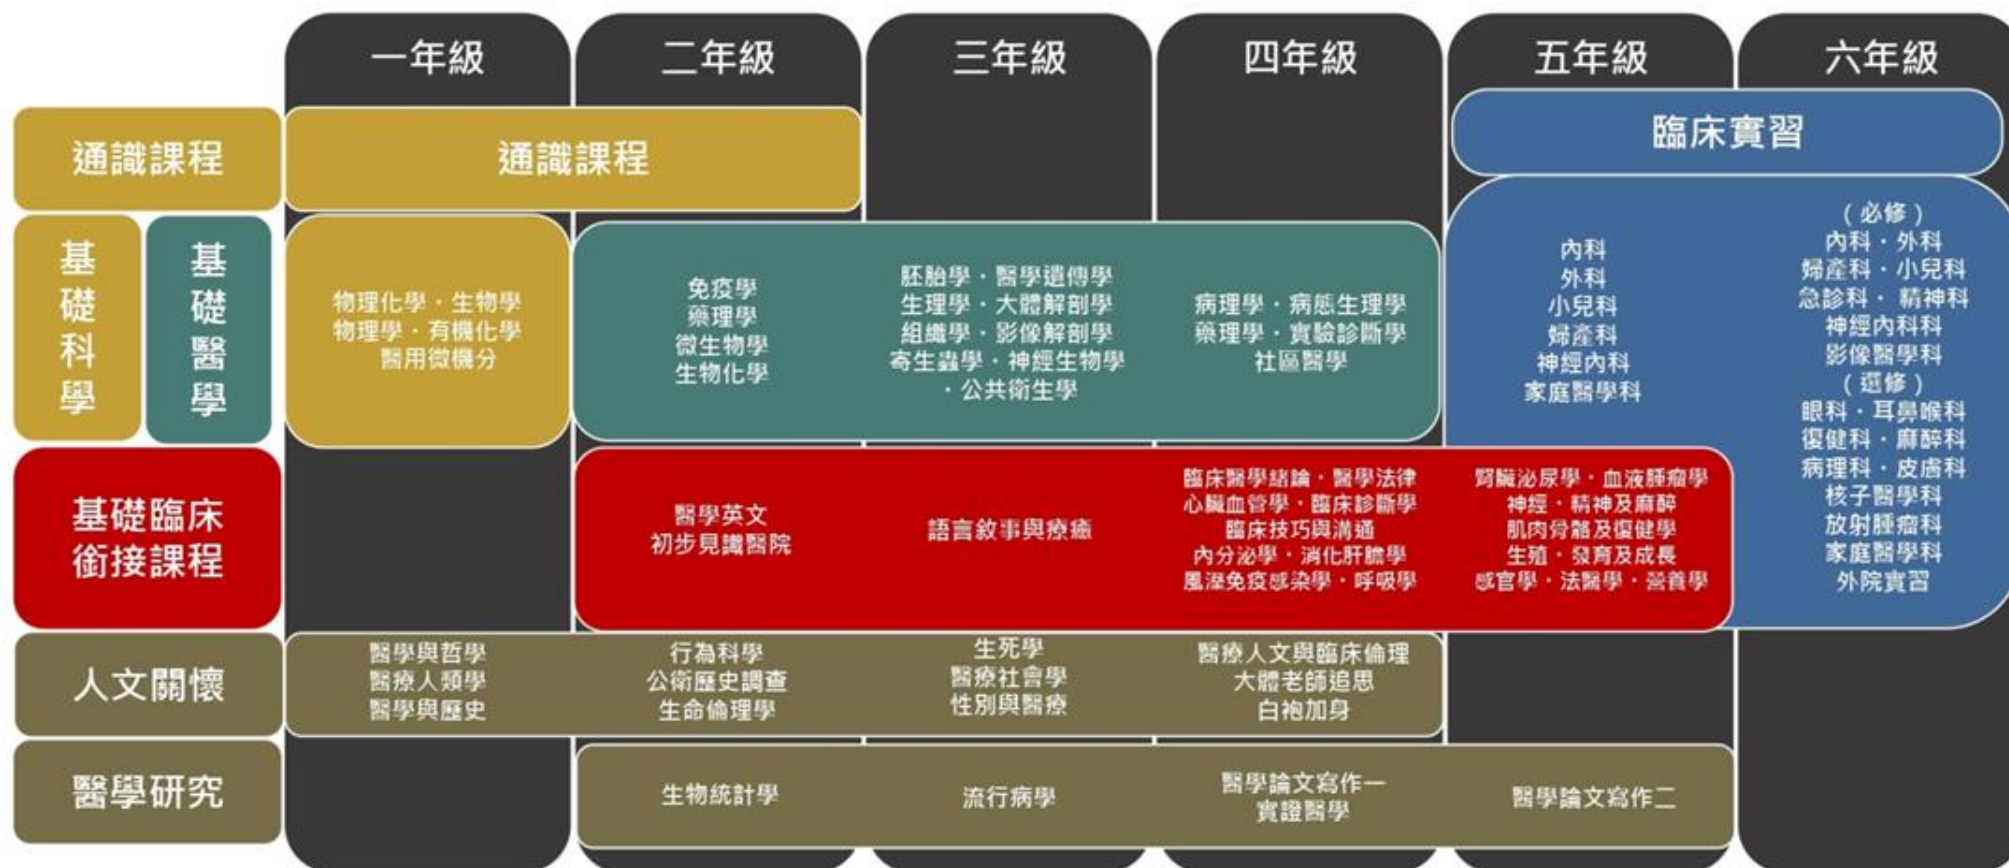 一年級
二年級
三年級
四年級
五年級
六年級
通識課程
通識課程
臨床實習
基礎科學
基礎醫學
物理化學．生物學
物理學．有機化學
醫用微機分
免疫學
藥理學
微生物學
生物化學
胚胎學．醫學遺傳學
生理學．大體解剖學
組織學．影像解剖學
寄生蟲學．神經生物學
．公共衛生學
病理學．病態生理學
藥理學．實驗診斷學
社區醫學
內科
外科
小兒科
婦產科
神經內科
家庭醫學科
（必修）
內科．外科
婦產科．小兒科
急診科．精神科
神經內科科
影像醫學科
（選修）
眼科．耳鼻喉科
復健科．麻醉科
病理科．皮膚科
核子醫學科
放射腫瘤科
家庭醫學科
外院實習
基礎臨床
銜接課程
醫學英文
初步見識醫院
語言敘事與療癒
臨床醫學緒論．醫學法律
心臟血管學．臨床診斷學
臨床技巧與溝通
內分泌學．消化肝膽學
風溼免疫感染學．呼吸學
腎臟泌尿學．血液腫瘤學
神經．精神及麻醉
肌肉骨骼及復健學
生殖．發育及成長
感官學．法醫學．營養學
人文關懷
醫學與哲學
醫療人類學
醫學與歷史
行為科學
公衛歷史調查
生命倫理學
生死學
醫療社會學
性別與醫療
醫療人文與臨床倫理
大體老師追思
白袍加身
醫學研究
生物統計學
流行病學
醫學論文寫作一
實證醫學
醫學論文寫作二